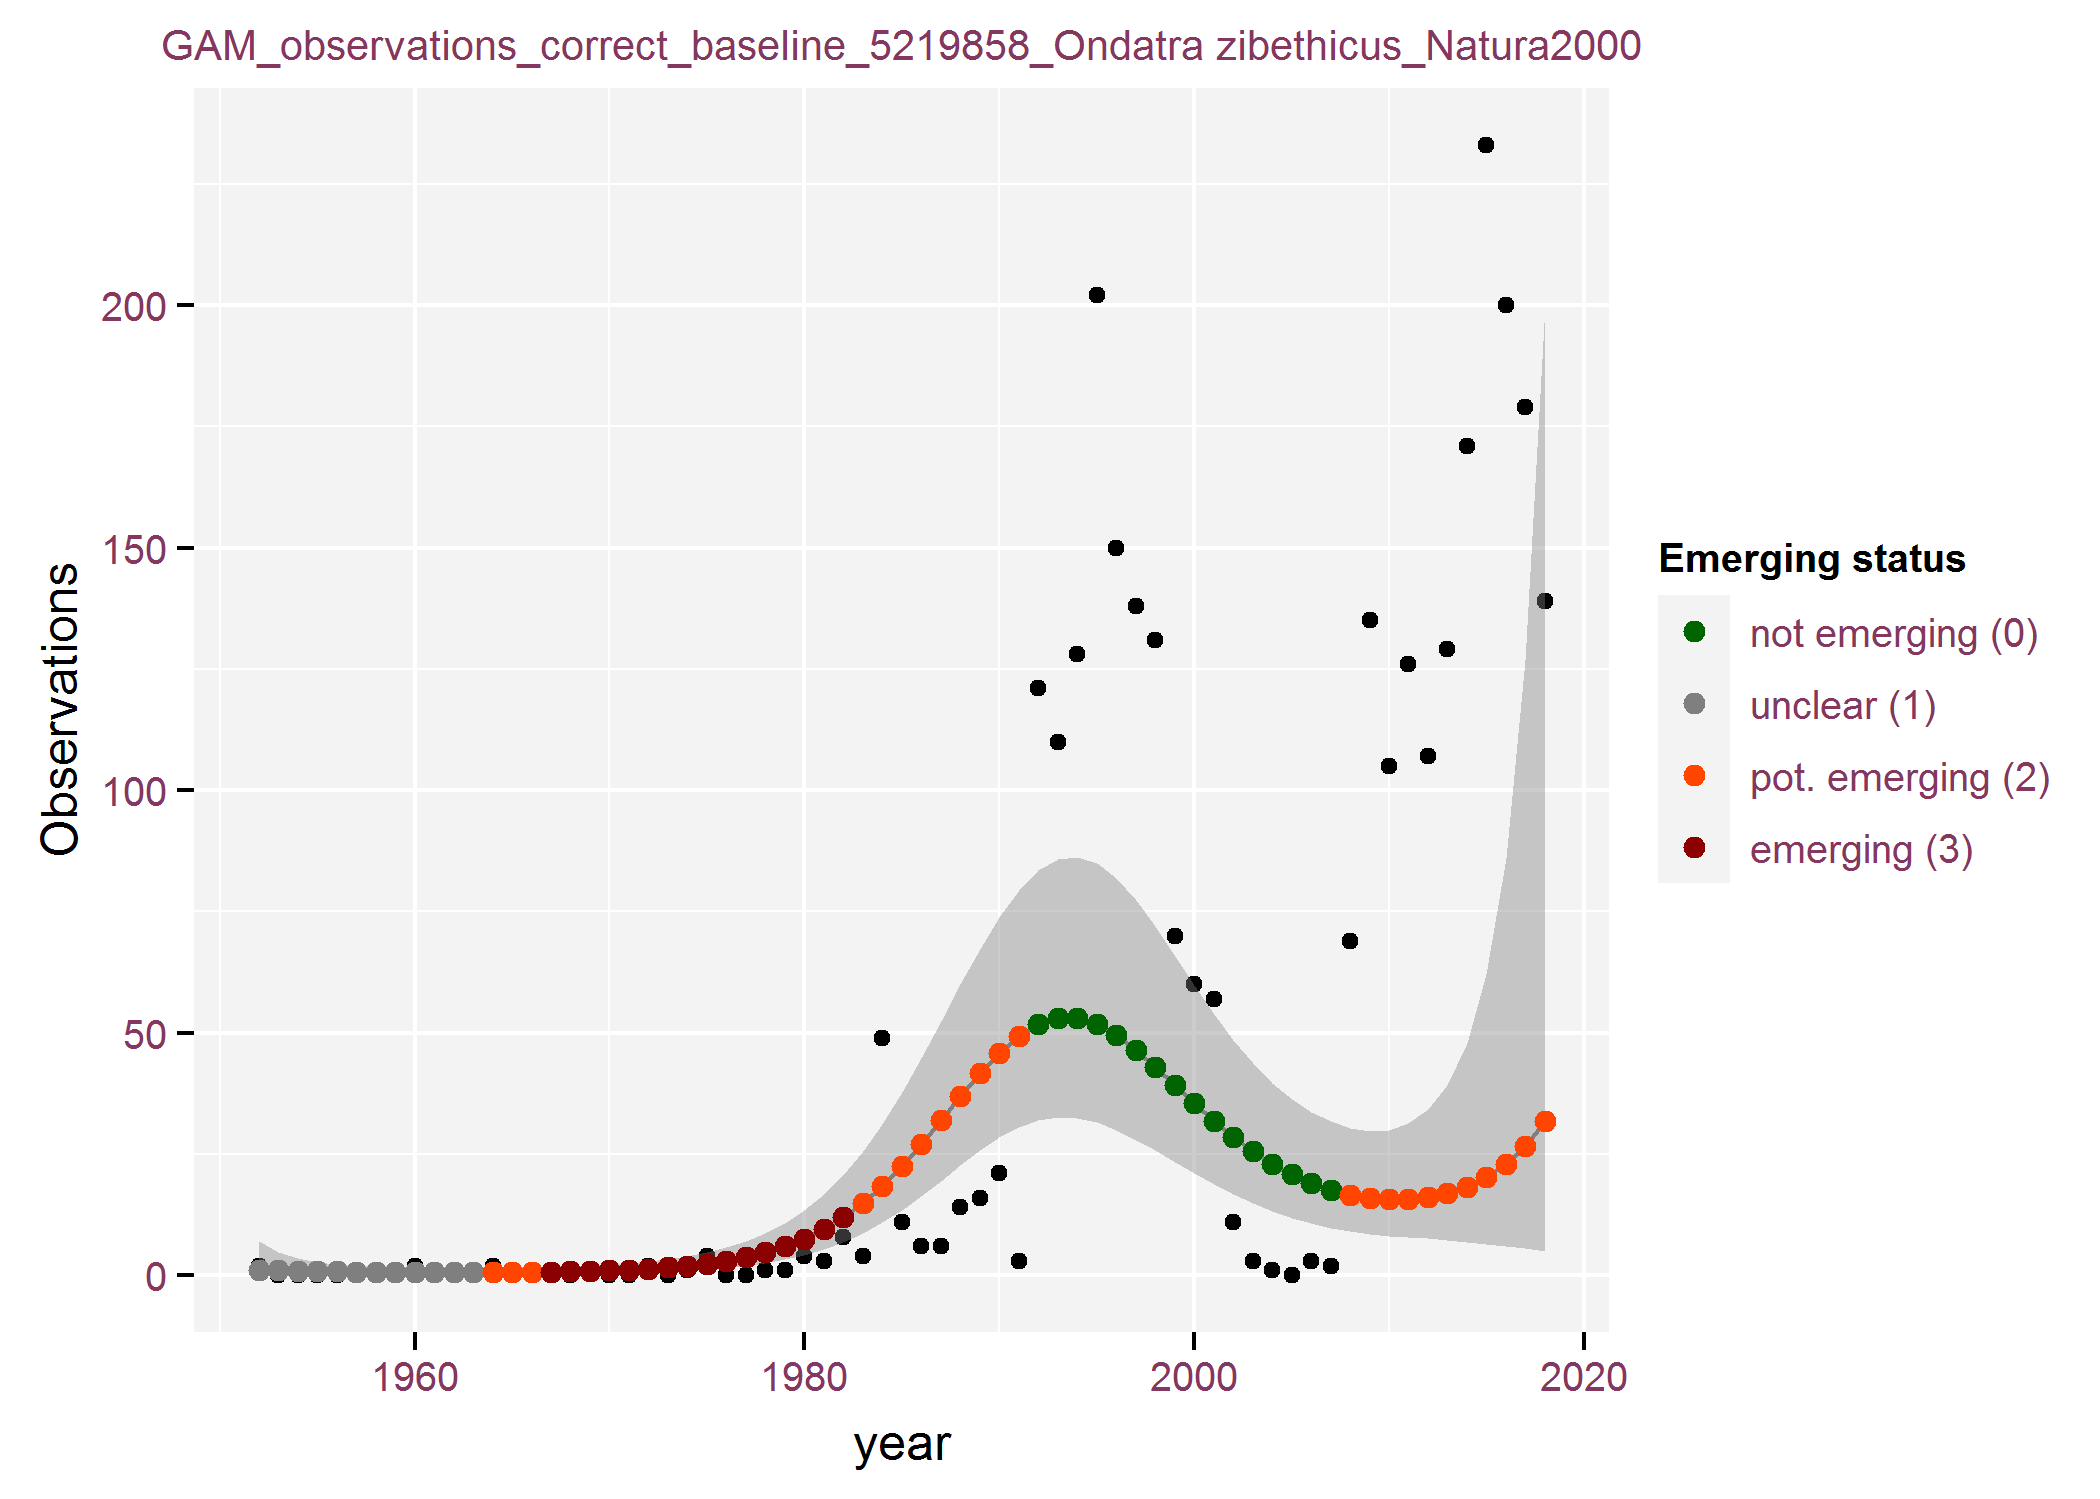 GAM_observations_correct_baseline_5219858_Ondatra zibethicus_Natura2000
Observations
200
150
100
50
0
1960
1980
2000
2020
year
Emerging status
not emerging (0)
unclear (1)
pot. emerging (2)
emerging (3)